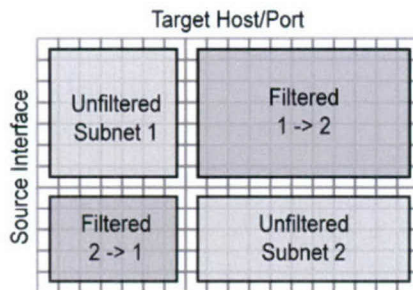 Target Host/Port
Source Interface
Unfiltered
Subnet 1
Filtered
1 -> 2
Filtered
2 -> 1
Unfiltered
Subnet 2